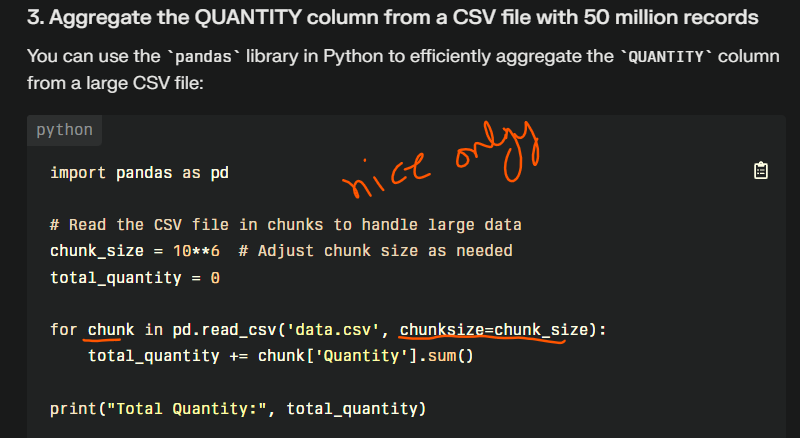 3. Aggregate the QUANTITY column from a CSV file with 50 million records
You can use the `pandas` library in Python to efficiently aggregate the `QUANTITY` column
from a large CSV file:
python
nice only
import pandas as pd
# Read the CSV file in chunks to handle large data
chunk_size = 10**6  # Adjust chunk size as needed
total_quantity = 0
for chunk in pd.read_csv('data.csv', chunksize=chunk_size):
    total_quantity += chunk['Quantity'].sum()
print("Total Quantity:", total_quantity)